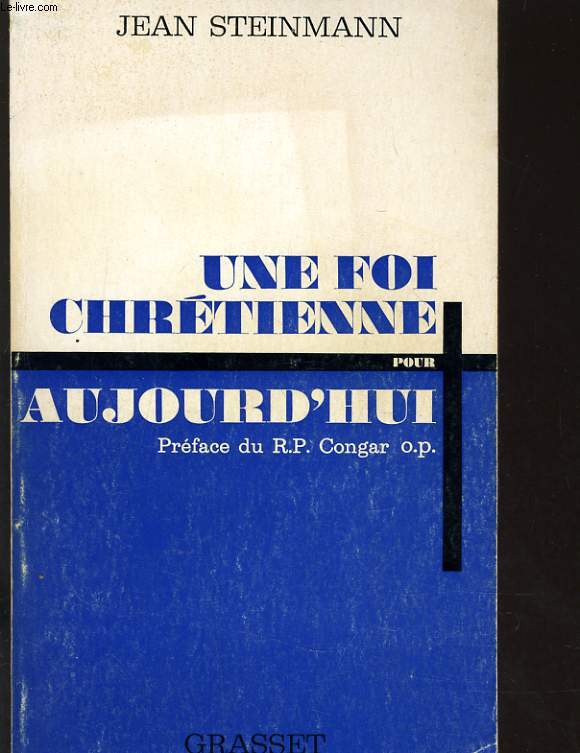 Le-livre.com
JEAN STEINMANN
UNE FOI
CHRÉTIENNE
POUR
AUJOURD'HUI
Préface du R.P. Congar o.p.
GRASSET